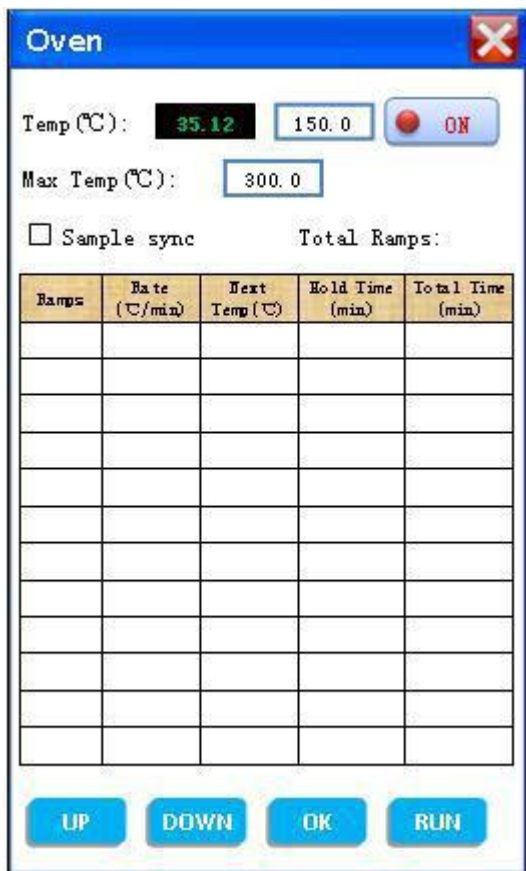 Oven
Temp(℃): 35.12 150.0 ON
Max Temp(℃): 300.0
Sample sync Total Ramps:
Ramps Rate (℃/min) Next Temp(℃) Hold Time (min) Total Time (min)
UP DOWN OK RUN